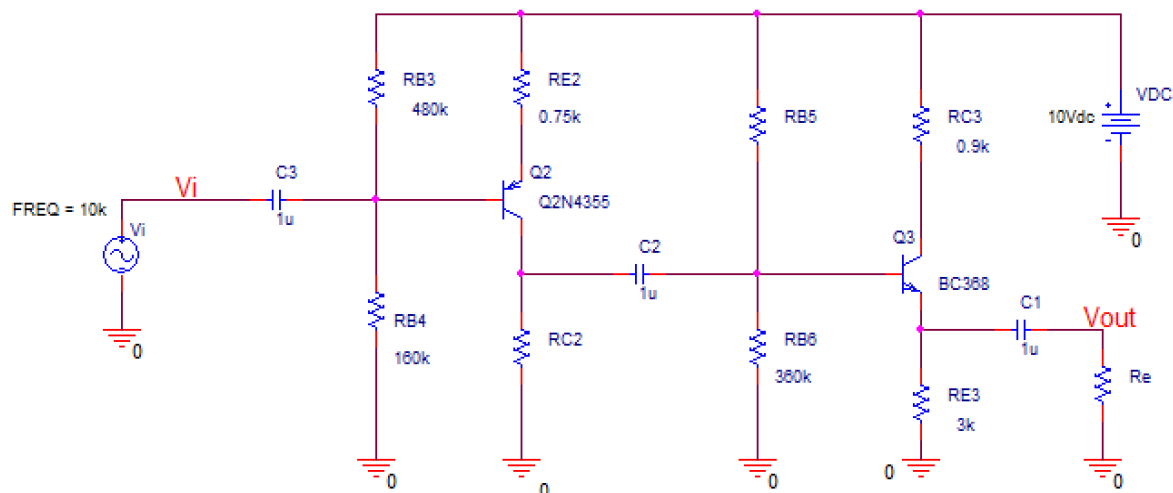 RB3
480k
RE2
0.75k
RB5
RC3
0.9k
VDC
10Vdc
+
-
0
FREQ = 10k
Vi
Vi
+
-
0
C3
1u
Q2
Q2N4355
C2
1u
Q3
BC368
C1
1u
Vout
RB4
160k
0
RC2
0
RB6
360k
0
RE3
3k
0
Re
0